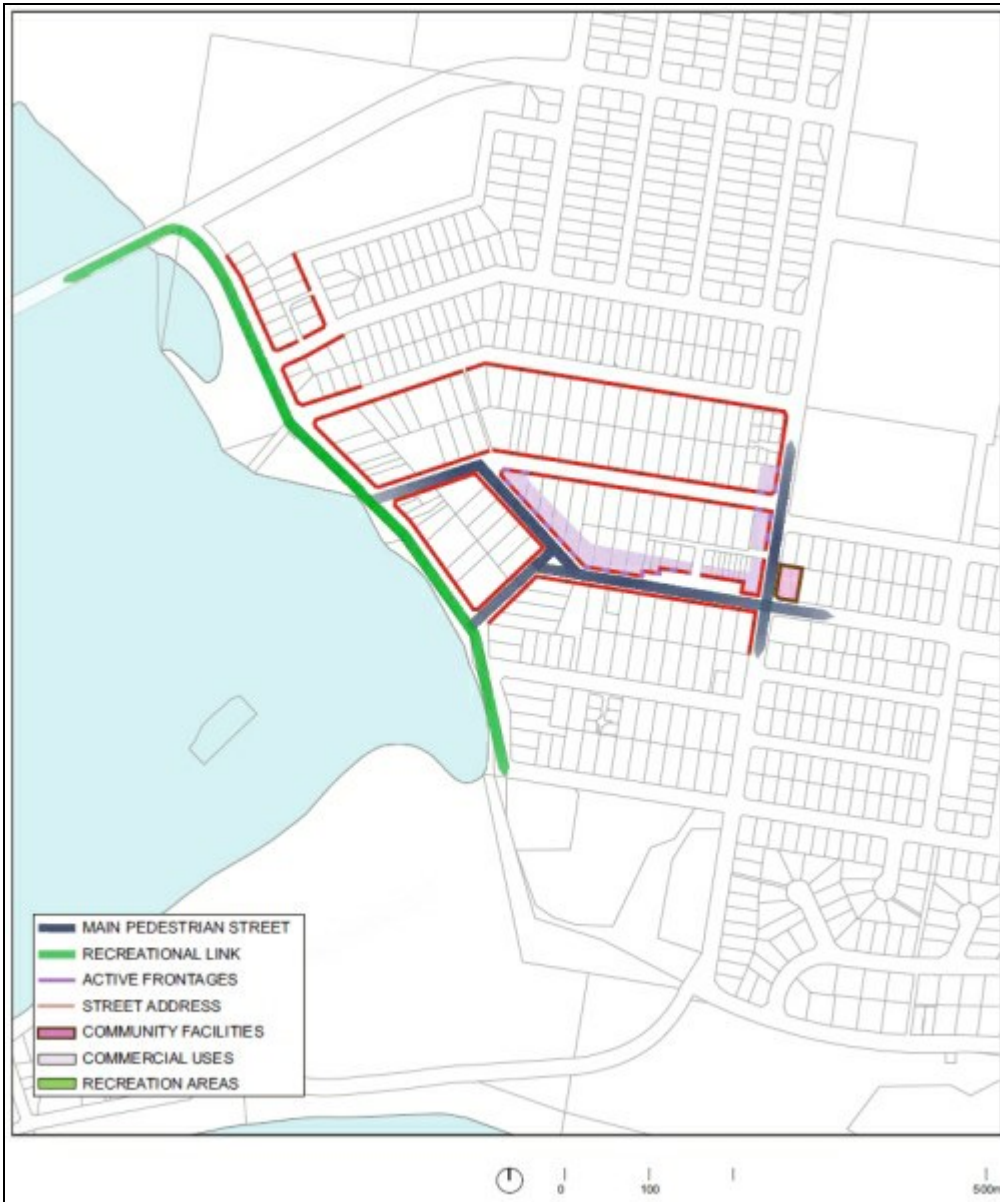 MAIN PEDESTRIAN STREET
RECREATIONAL LINK
ACTIVE FRONTAGES
STREET ADDRESS
COMMUNITY FACILITIES
COMMERCIAL USES
RECREATION AREAS
0 100 500m